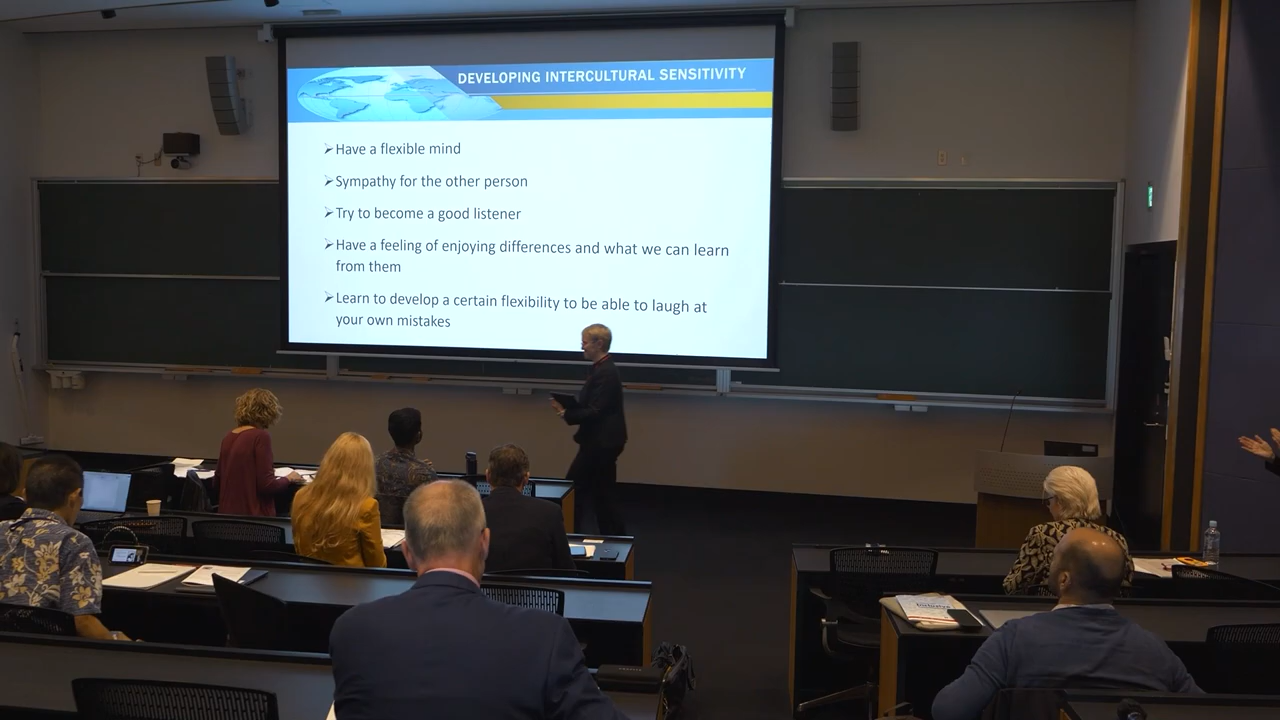 DEVELOPING INTERCULTURAL SENSITIVITY
➢Have a flexible mind
➢Sympathy for the other person
➢Try to become a good listener
➢Have a feeling of enjoying differences and what we can learn
from them
➢Learn to develop a certain flexibility to be able to laugh at
your own mistakes